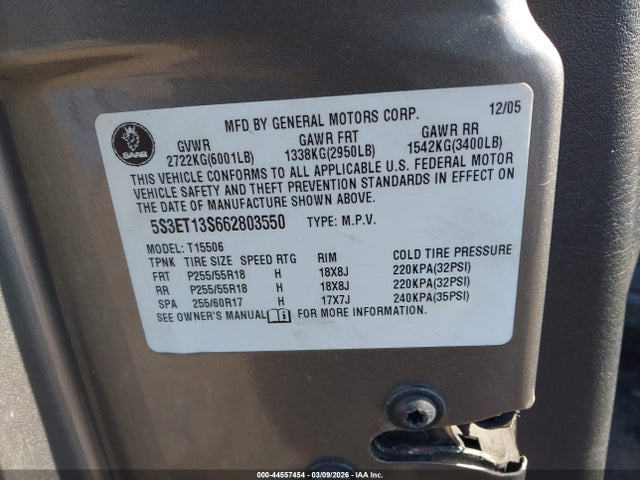 MFD BY GENERAL MOTORS CORP. 12/05
SAAB
GVWR GAWR FRT GAWR RR
2722KG(6001LB) 1338KG(2950LB) 1542KG(3400LB)
THIS VEHICLE CONFORMS TO ALL APPLICABLE U.S. FEDERAL MOTOR
VEHICLE SAFETY AND THEFT PREVENTION STANDARDS IN EFFECT ON
THE DATE OF MANUFACTURE SHOWN ABOVE.
5S3ET13S662803550 TYPE: M.P.V.
MODEL: T15506
TPNK TIRE SIZE SPEED RTG RIM COLD TIRE PRESSURE
FRT P255/55R18 H 18X8J 220KPA(32PSI)
RR P255/55R18 H 18X8J 220KPA(32PSI)
SPA 255/60R17 H 17X7J 240KPA(35PSI)
SEE OWNER'S MANUAL FOR MORE INFORMATION.
000-44557454 - 03/09/2026 - IAA Inc.